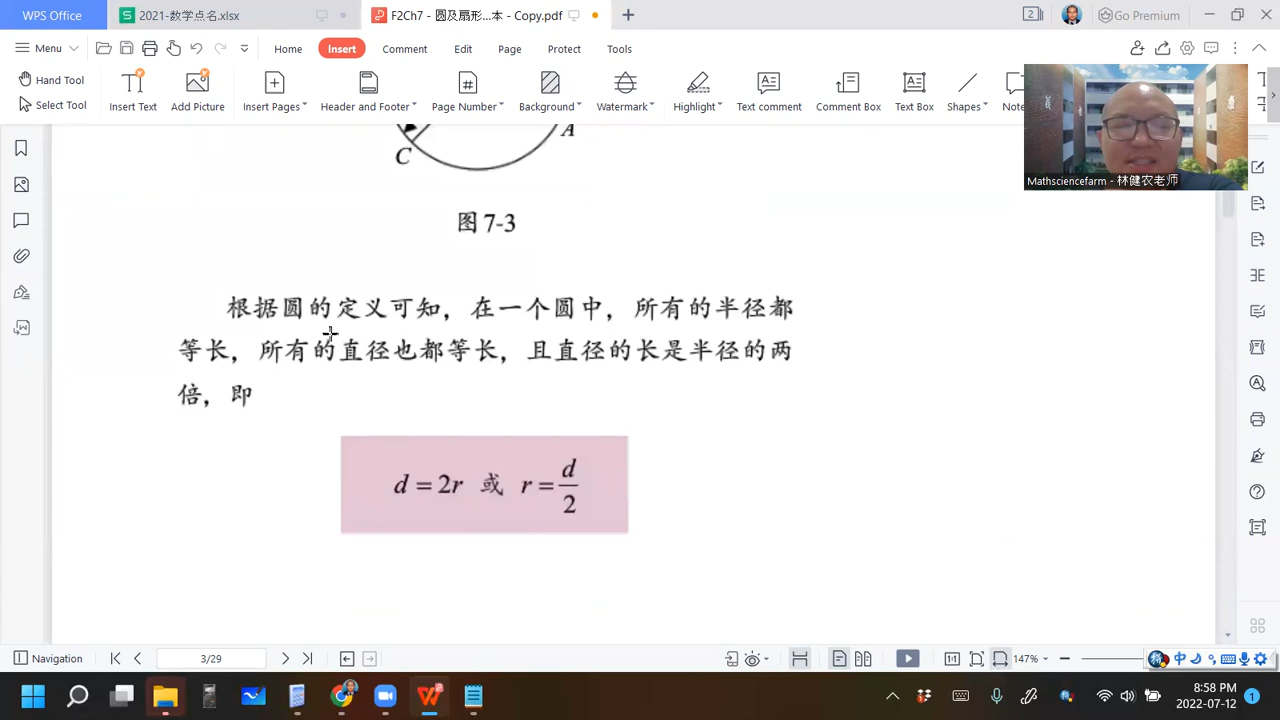 WPS Office 2021-数学点名.xlsx F2Ch7 - 圆及扇形...本 - Copy.pdf 2 Go Premium
Menu Home Insert Comment Edit Page Protect Tools
Hand Tool
Select Tool
Insert Text Add Picture Insert Pages Header and Footer Page Number Background Watermark Highlight Text comment Comment Box Text Box Shapes
Mathsciencefarm - 林健农老师
C A
图 7-3
根据圆的定义可知，在一个圆中，所有的半径都
等长，所有的直径也都等长，且直径的长是半径的两
倍，即
d = 2r 或 r = d/2
Navigation 3/29 147% 中
8:58 PM
2022-07-12 1